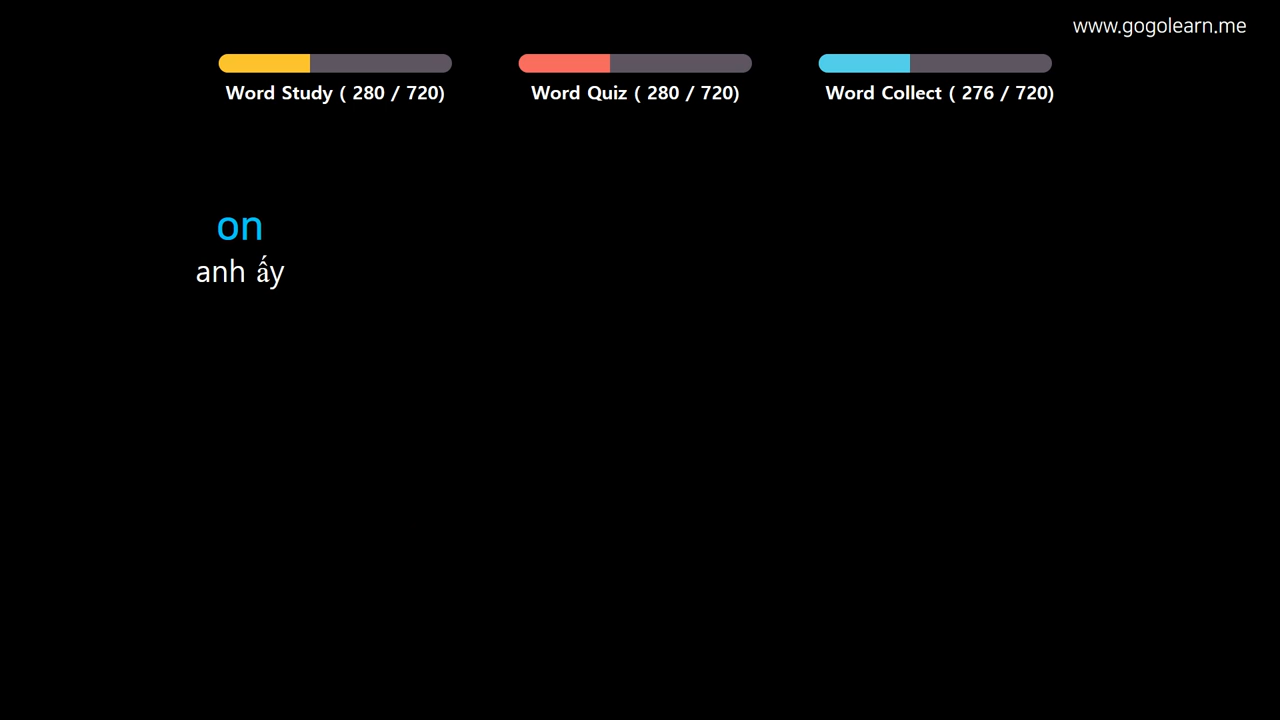 www.gogolearn.me
Word Study ( 280 / 720)
Word Quiz ( 280 / 720)
Word Collect ( 276 / 720)
on
anh ấy